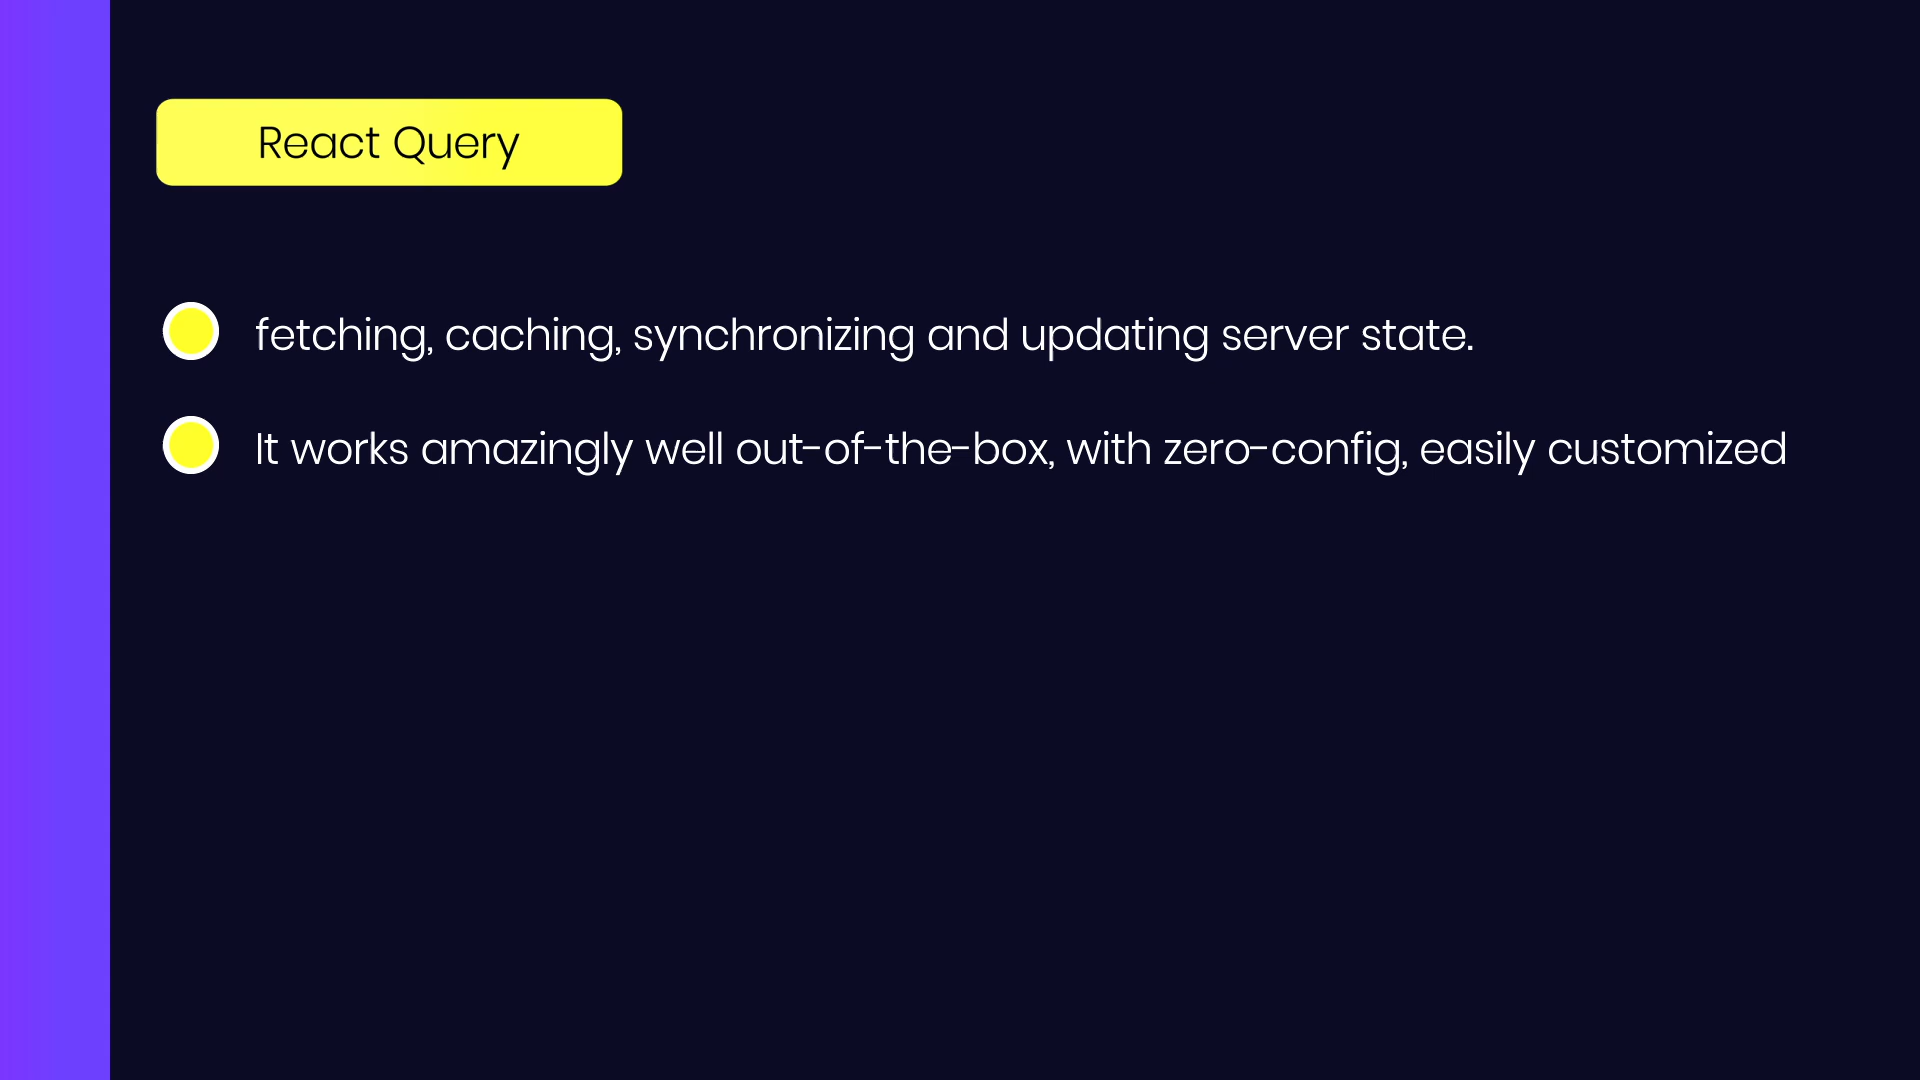 React Query
fetching, caching, synchronizing and updating server state.
It works amazingly well out-of-the-box, with zero-config, easily customized